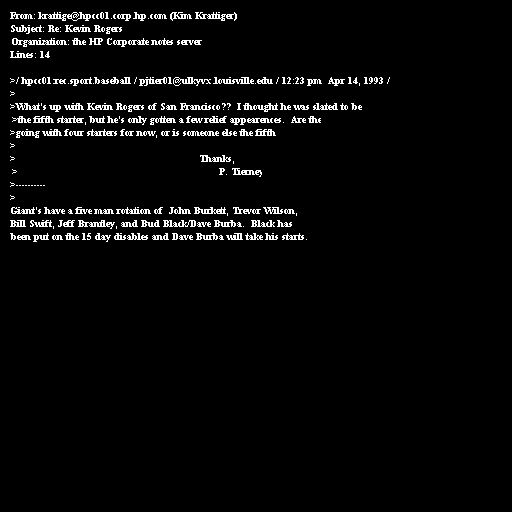 From: krattige@hpcc01.corp.hp.com (Kim Krattiger)
Subject: Re: Kevin Rogers
Organization: the HP Corporate notes server
Lines: 14

>/ hpcc01:rec.sport.baseball / pjtier01@ulkyvx.louisville.edu / 12:23 pm  Apr 14, 1993 /
>
>What's up with Kevin Rogers of San Francisco??  I thought he was slated to be
>the fifth starter, but he's only gotten a few relief appearences.  Are the
>going with four starters for now, or is someone else the fifth
>
> Thanks,
> P. Tierney
>----------
>
Giant's have a five man rotation of  John Burkett, Trevor Wilson,
Bill Swift, Jeff Brantley, and Bud Black/Dave Burba.  Black has
been put on the 15 day disables and Dave Burba will take his starts.